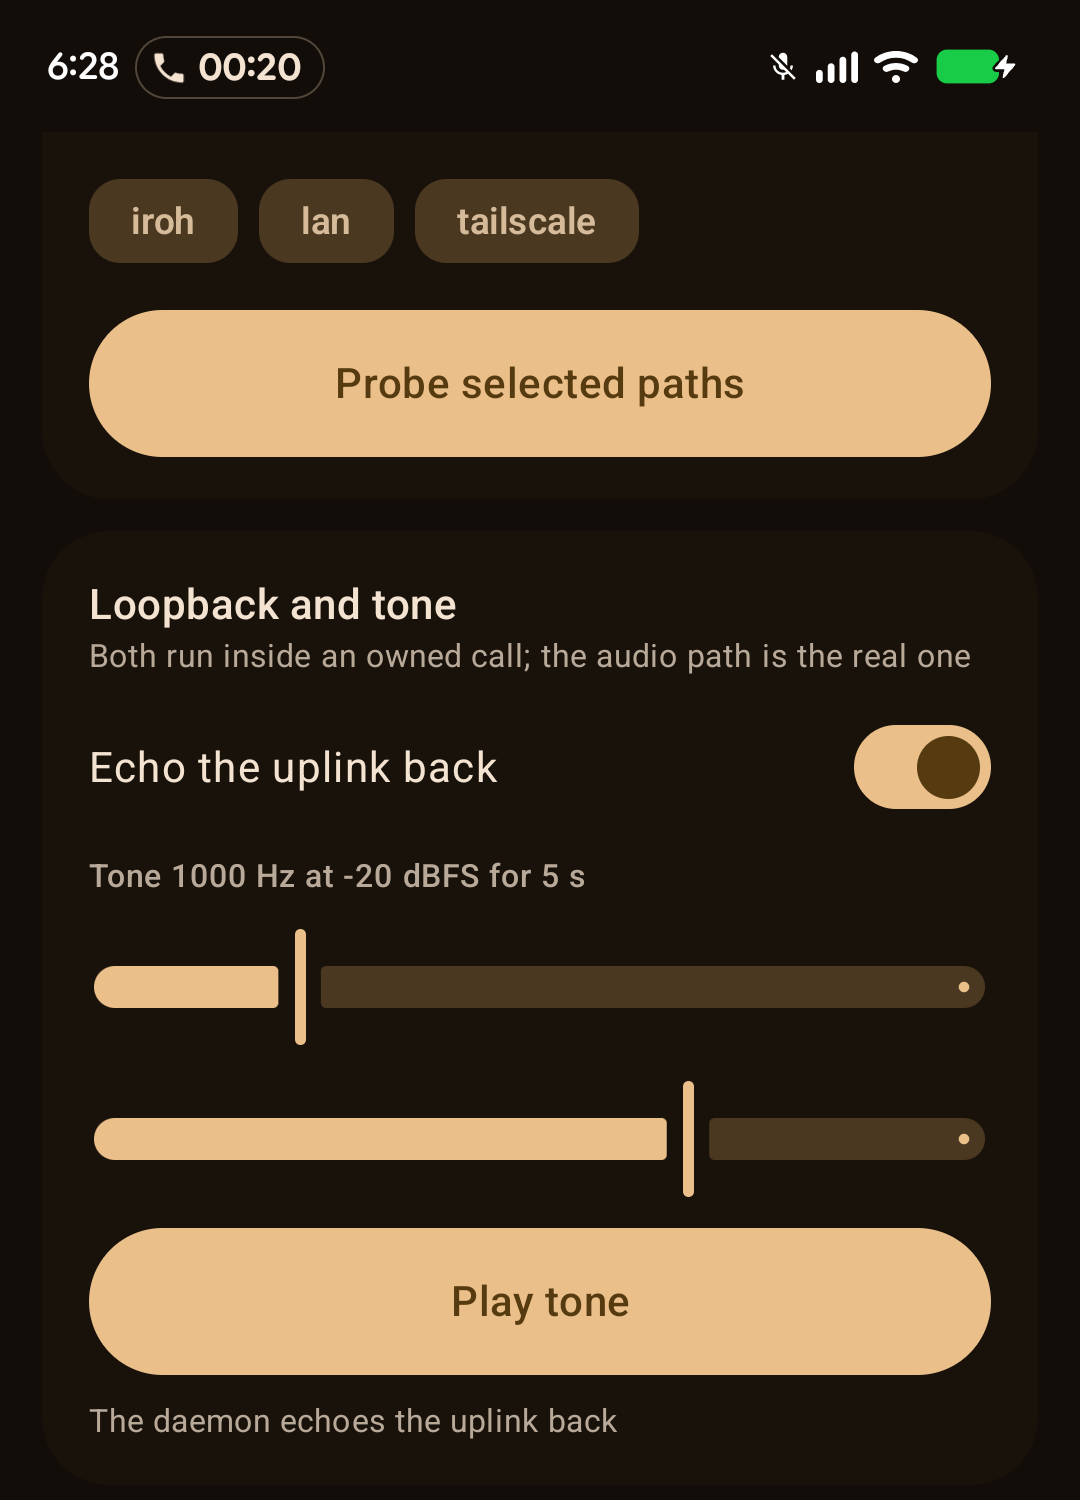 6:28 00:20
iroh lan tailscale
Probe selected paths
Loopback and tone
Both run inside an owned call; the audio path is the real one
Echo the uplink back
Tone 1000 Hz at -20 dBFS for 5 s
Play tone
The daemon echoes the uplink back